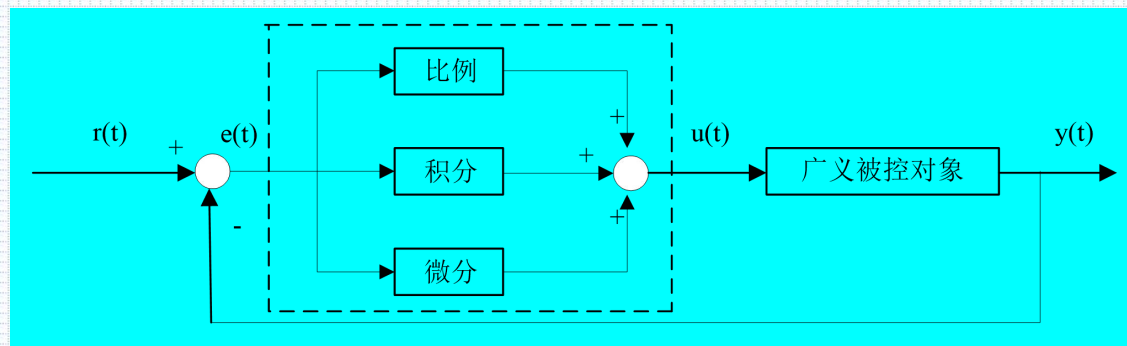 比例
r(t)
+
e(t)
+
u(t)
y(t)
+
积分
广义被控对象
+
-
微分